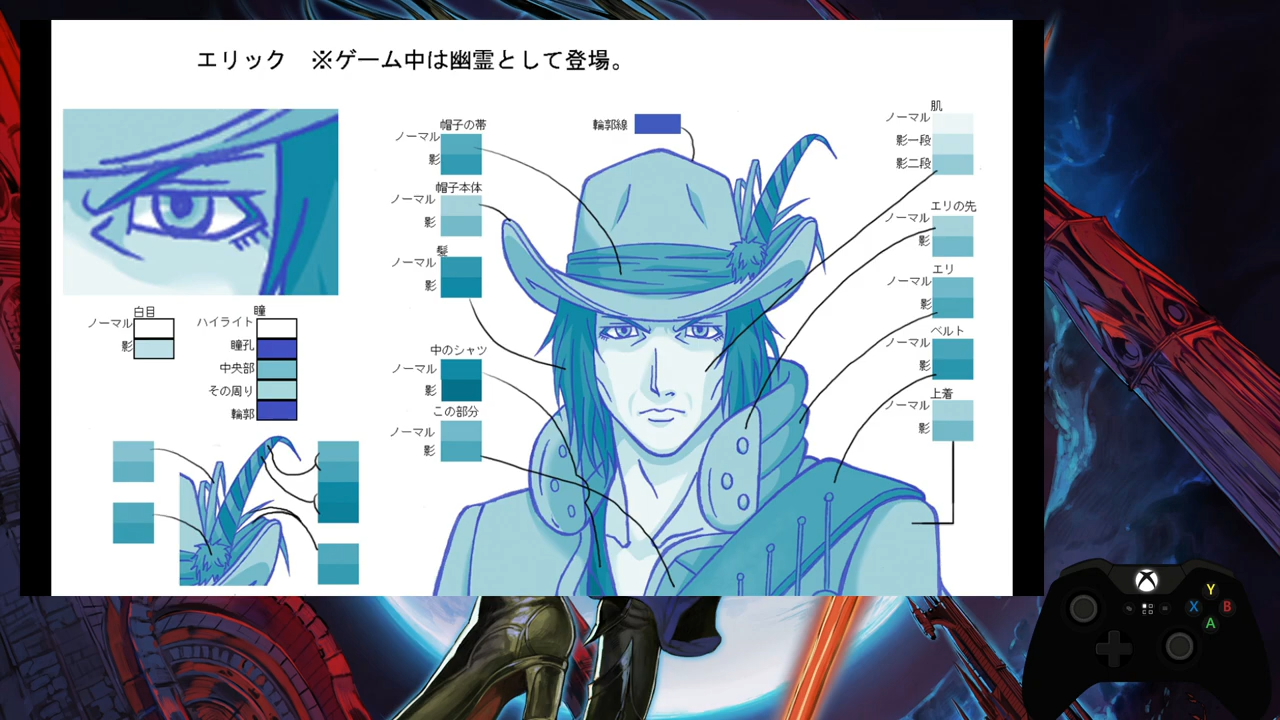 エリック　※ゲーム中は幽霊として登場。
帽子の帯
ノーマル
影
帽子本体
ノーマル
影
髪
ノーマル
影
中のシャツ
ノーマル
影
この部分
ノーマル
影
輪郭線
肌
ノーマル
影一段
影二段
エリの先
ノーマル
影
エリ
ノーマル
影
ベルト
ノーマル
影
上着
ノーマル
影
白目
ノーマル
影
瞳
ハイライト
瞳孔
中央部
その周り
輪郭
Y
X
B
A